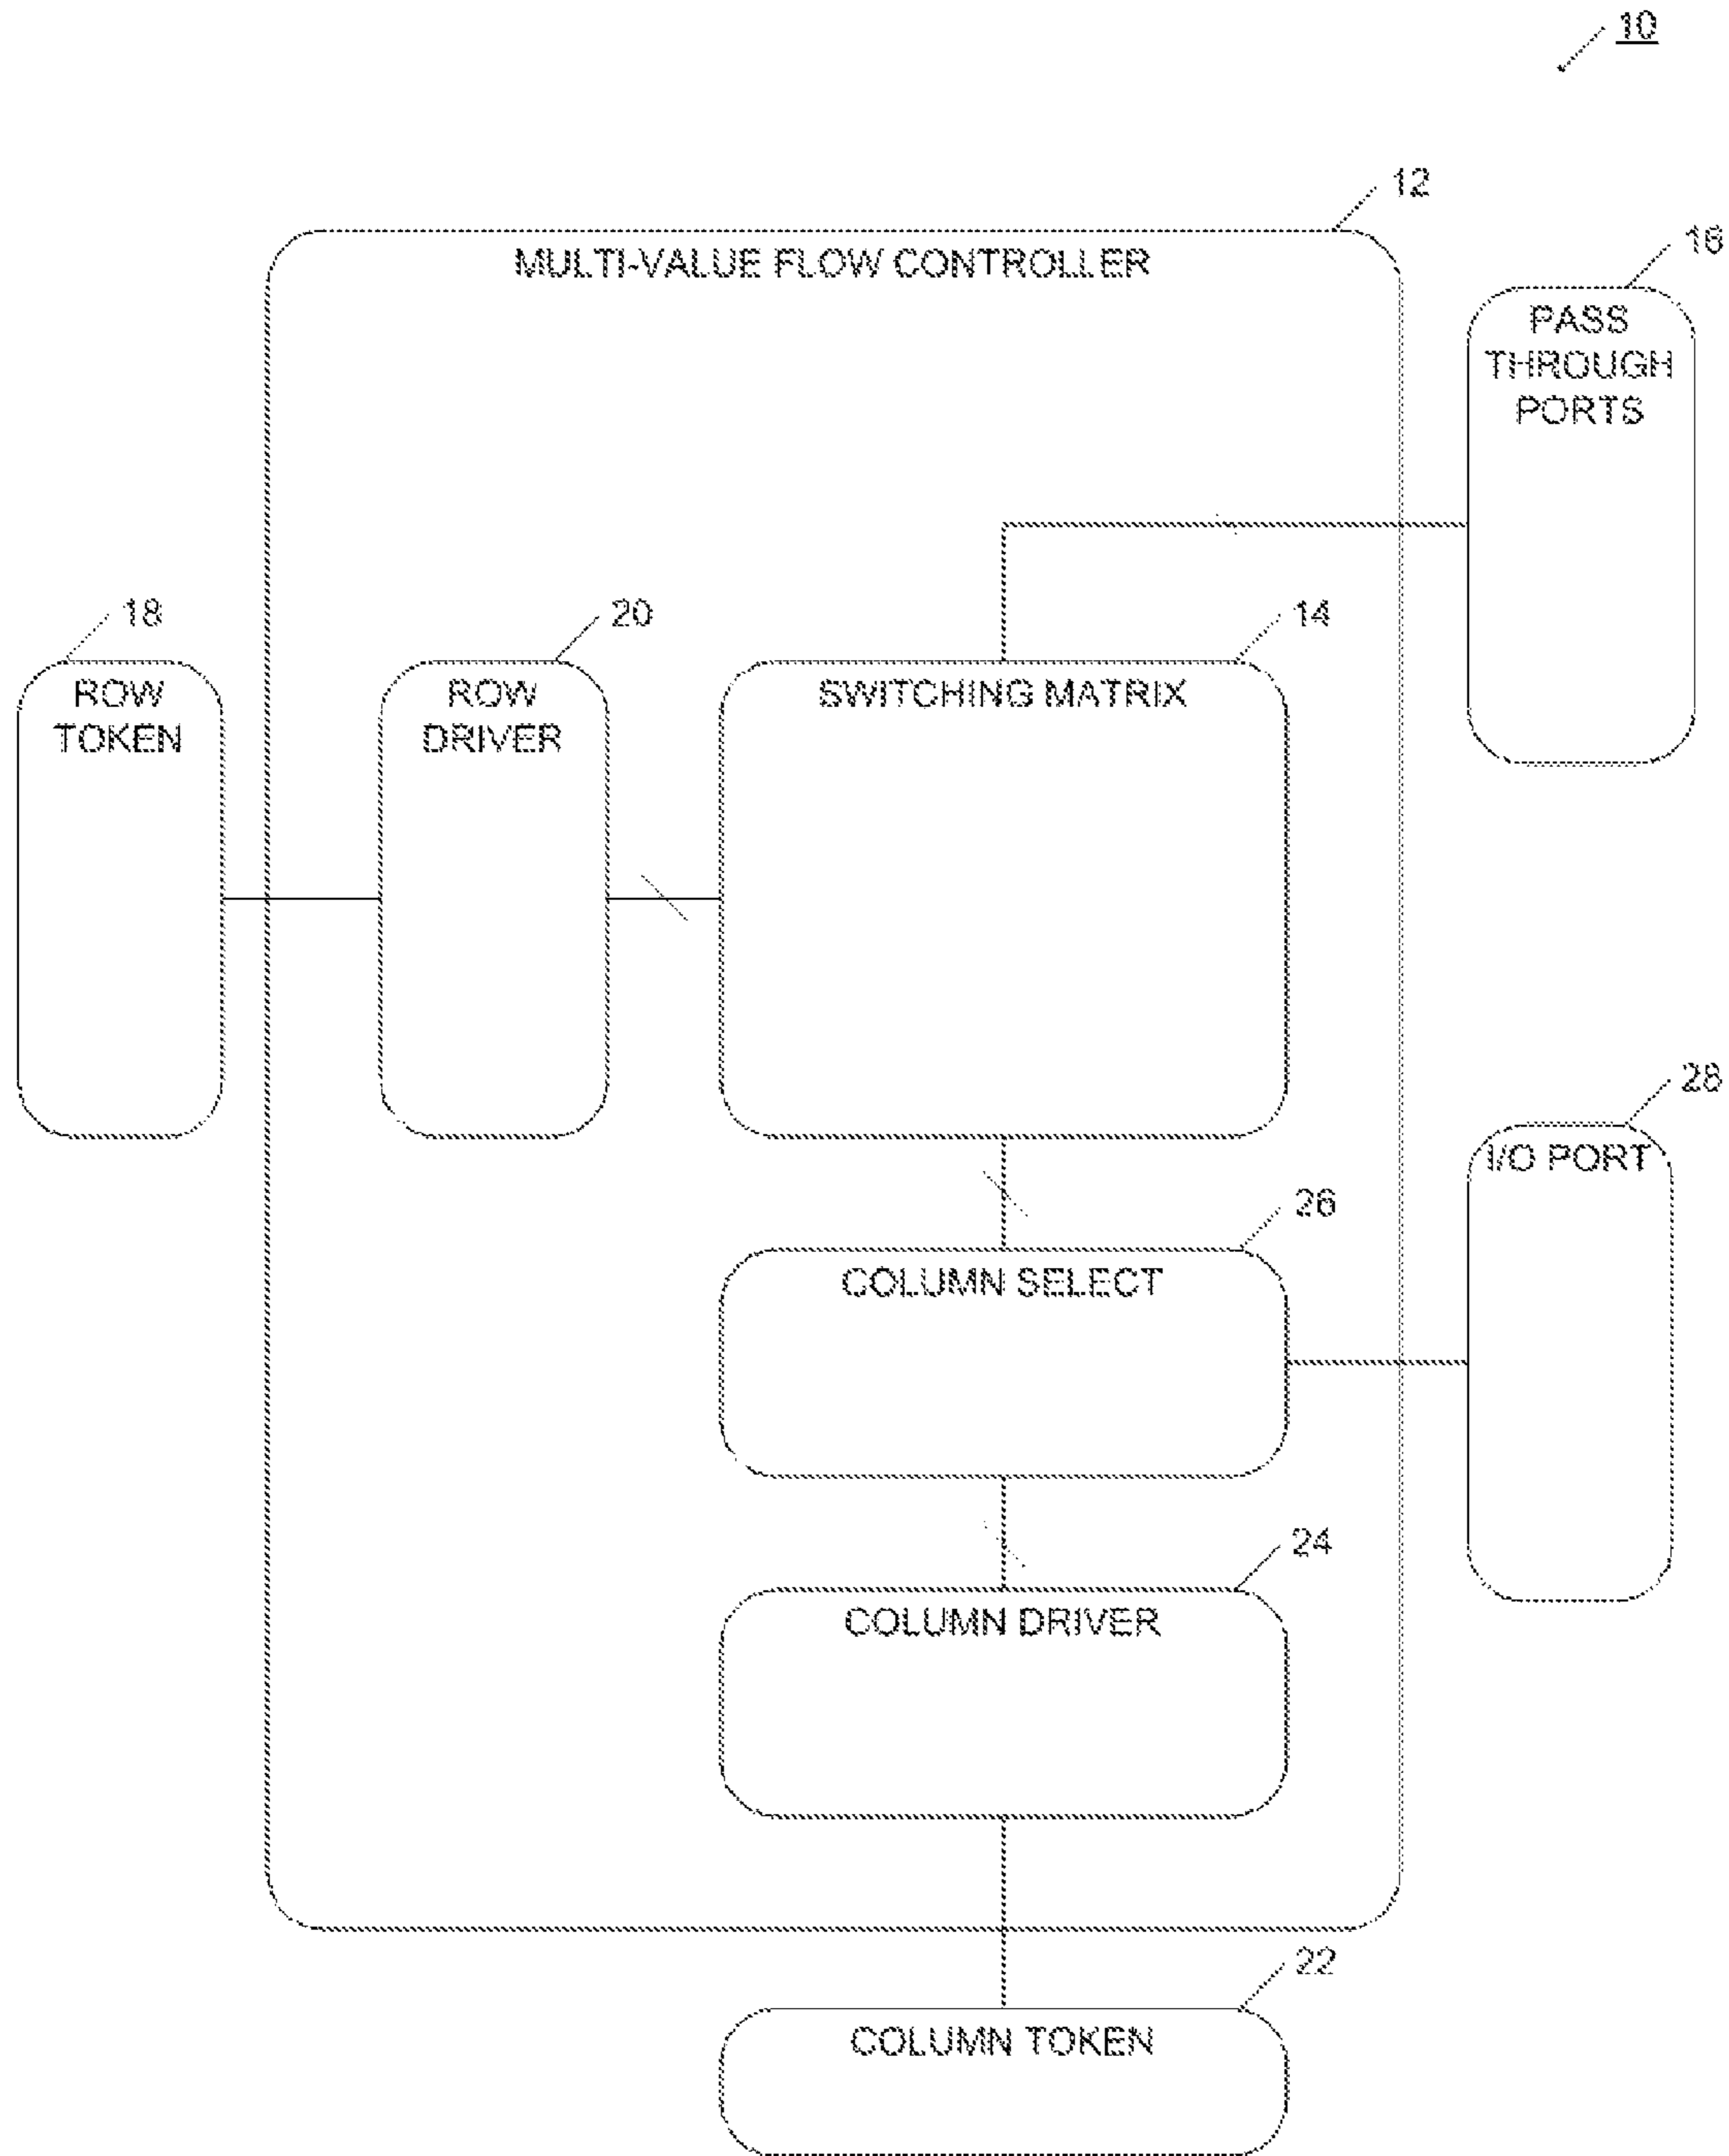 10
12
MULTI-VALUE FLOW CONTROLLER
16
PASS
THROUGH
PORTS
18
ROW
TOKEN
20
ROW
DRIVER
14
SWITCHING MATRIX
28
I/O PORT
26
COLUMN SELECT
24
COLUMN DRIVER
22
COLUMN TOKEN